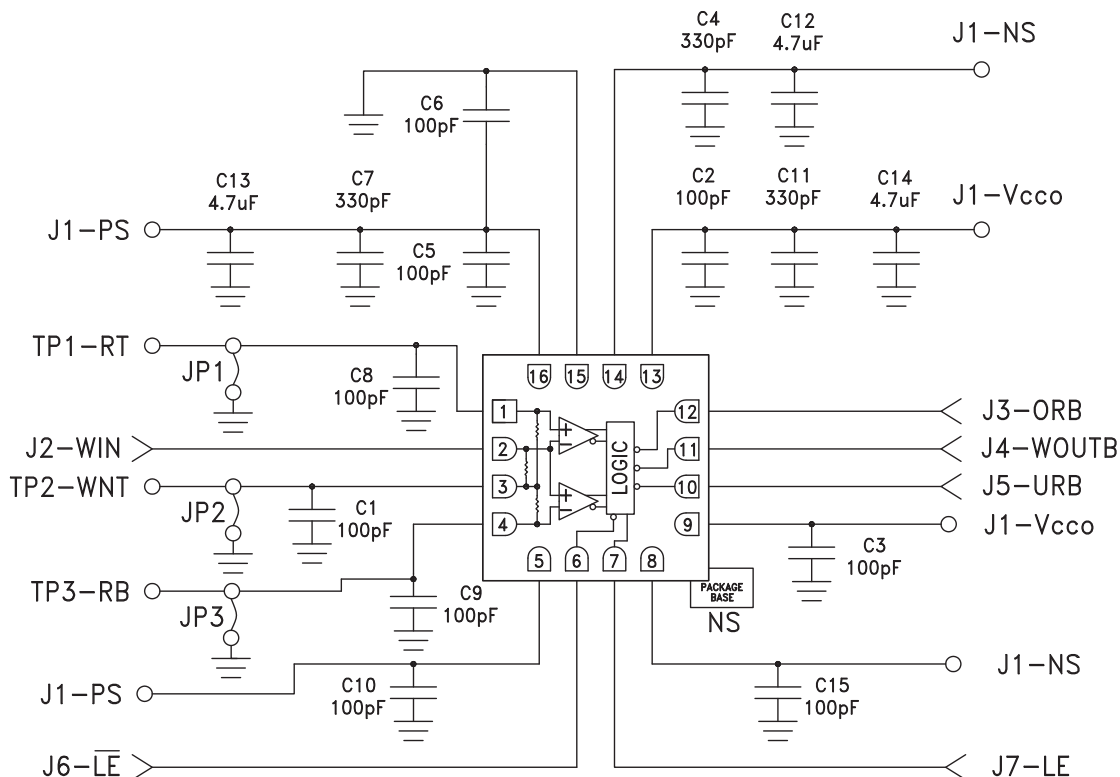 C4
330pF
C12
4.7uF
J1-NS
C6
100pF
C13
4.7uF
C7
330pF
C2
100pF
C11
330pF
C14
4.7uF
J1-Vcco
J1-PS
C5
100pF
TP1-RT
JP1
C8
100pF
16
15
14
13
1
12
J3-ORB
J2-WIN
2
+
−
LOGIC
11
J4-WOUTB
TP2-WNT
3
10
J5-URB
JP2
C1
100pF
4
+
−
9
J1-Vcco
5
6
7
8
C3
100pF
TP3-RB
JP3
C9
100pF
PACKAGE
BASE
NS
J1-PS
C10
100pF
C15
100pF
J1-NS
J6-L̅E̅
J7-LE